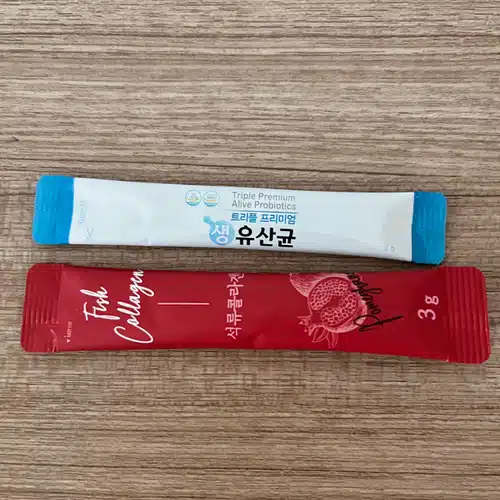 Triple Premium
Alive Probiotics
트리플 프리미엄
생 유산균
2g
Fish
Collagen
석류콜라겐
3g